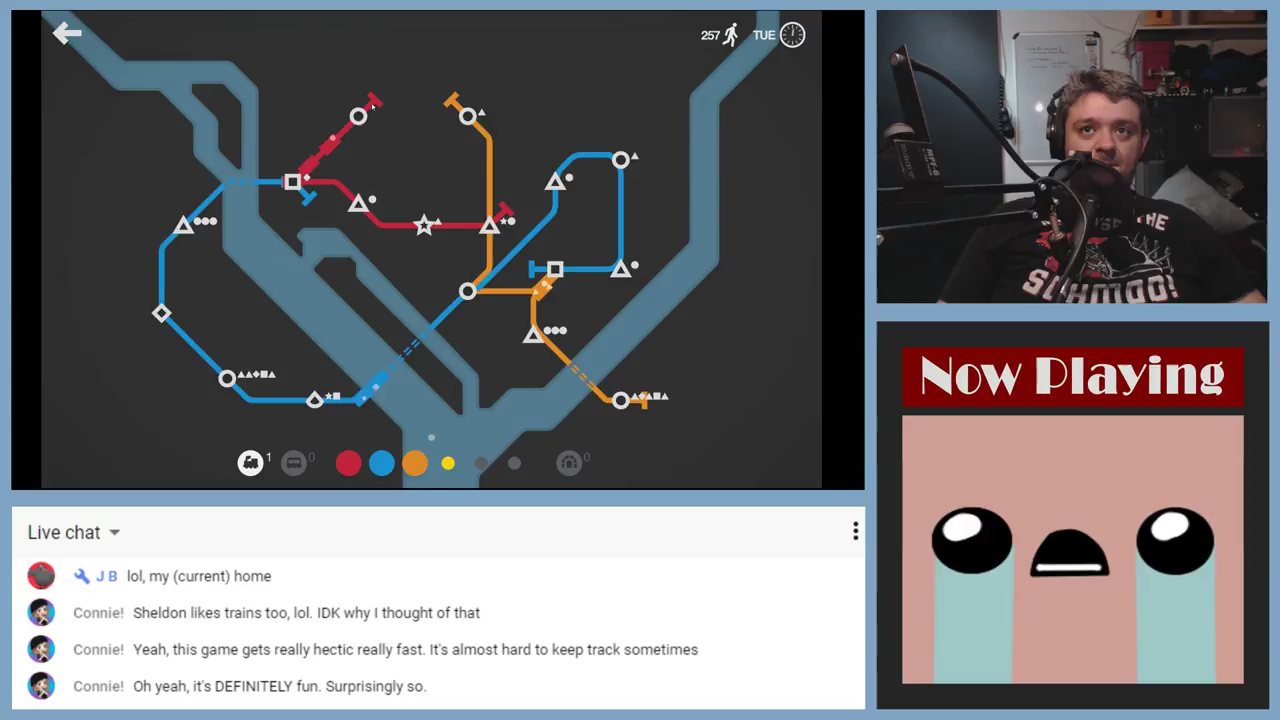 257
TUE
1
0
0
Live chat
J B lol, my (current) home
Connie! Sheldon likes trains too, lol. IDK why I thought of that
Connie! Yeah, this game gets really hectic really fast. It's almost hard to keep track sometimes
Connie! Oh yeah, it's DEFINITELY fun. Surprisingly so.
THE
Now Playing